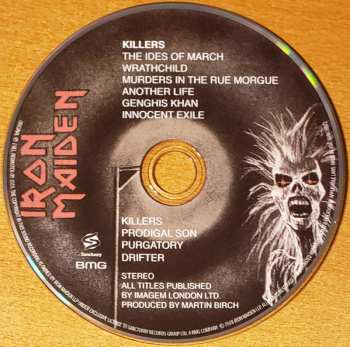 KILLERS
THE IDES OF MARCH
WRATHCHILD
MURDERS IN THE RUE MORGUE
ANOTHER LIFE
GENGHIS KHAN
INNOCENT EXILE
IRON
MAIDEN
KILLERS
PRODIGAL SON
PURGATORY
DRIFTER
Sanctuary
BMG
STEREO
ALL TITLES PUBLISHED
BY IMAGEM LONDON LTD.
PRODUCED BY MARTIN BIRCH